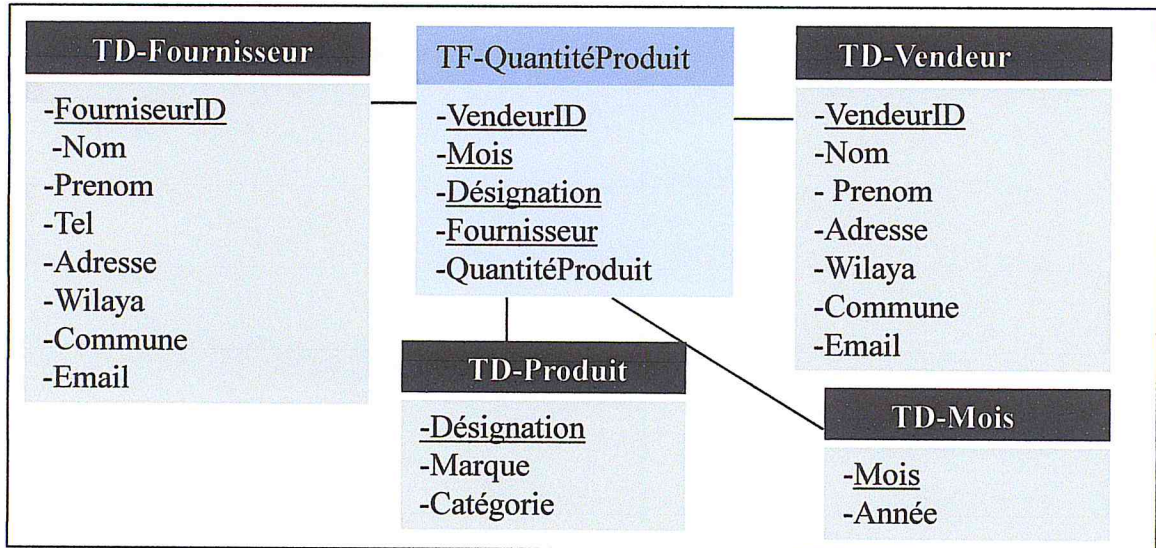 TD-Fournisseur
-FourniseurID
-Nom
-Prenom
-Tel
-Adresse
-Wilaya
-Commune
-Email
TF-QuantitéProduit
-VendeurID
-Mois
-Désignation
-Fournisseur
-QuantitéProduit
TD-Vendeur
-VendeurID
-Nom
- Prenom
-Adresse
-Wilaya
-Commune
-Email
TD-Produit
-Désignation
-Marque
-Catégorie
TD-Mois
-Mois
-Année